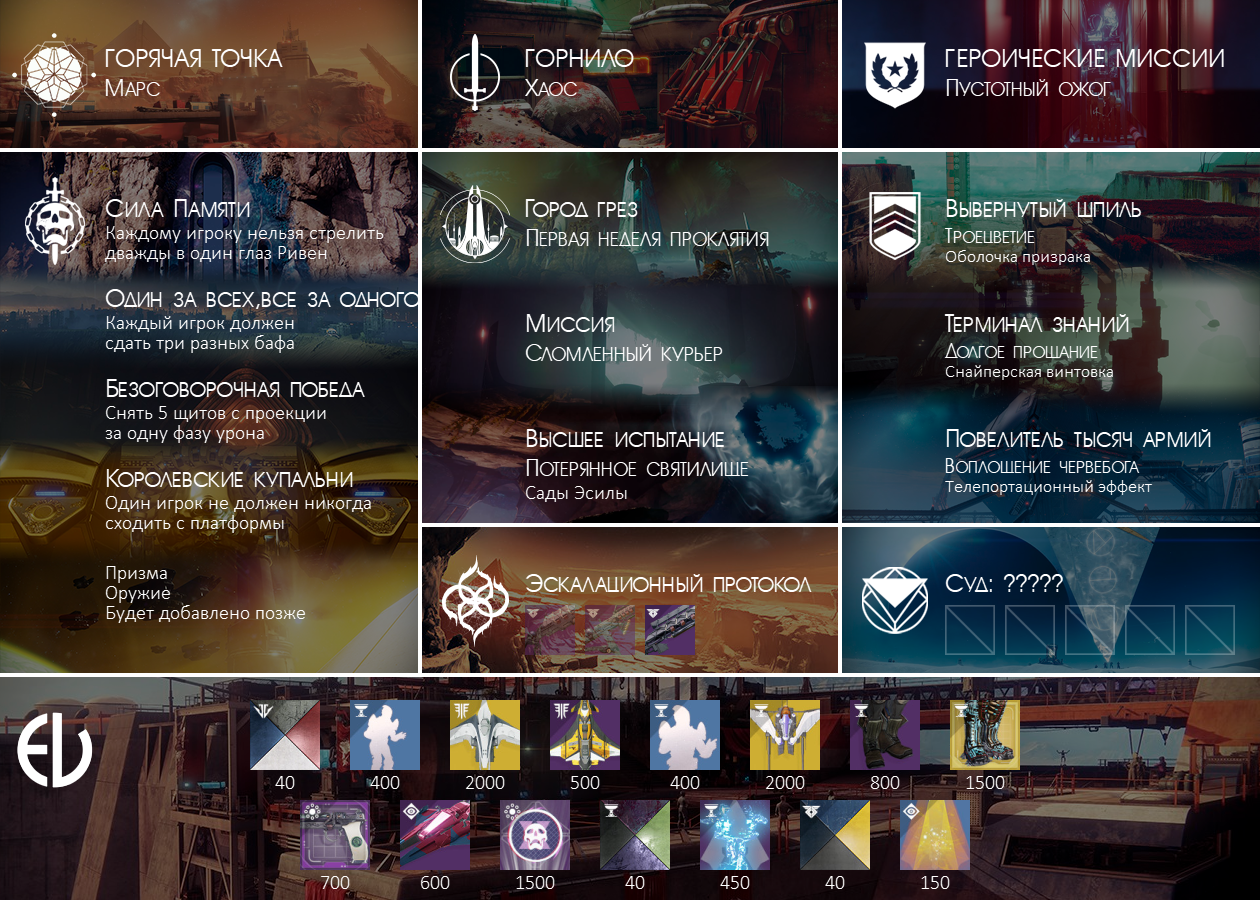 ГОРЯЧАЯ ТОЧКА
Марс
ГОРНИЛО
Хаос
ГЕРОИЧЕСКИЕ МИССИИ
Пустотный ожог
Сила Памяти
Каждому игроку нельзя стрелить
дважды в один глаз Ривен
Один за всех,все за одного
Каждый игрок должен
сдать три разных бафа
Безоговорочная победа
Снять 5 щитов с проекции
за одну фазу урона
Королевские купальни
Один игрок не должен никогда
сходить с платформы
Призма
Оружие
Будет добавлено позже
Город грез
Первая неделя проклятия
Миссия
Сломленный курьер
Высшее испытание
Потерянное святилище
Сады Эсилы
Вывернутый шпиль
Троецветие
Оболочка призрака
Терминал знаний
Долгое прощание
Снайперская винтовка
Повелитель тысяч армий
Воплощение червебога
Телепортационный эффект
Эскалационный протокол
Суд: ?????
40
400
2000
500
400
2000
800
1500
700
600
1500
40
450
40
150